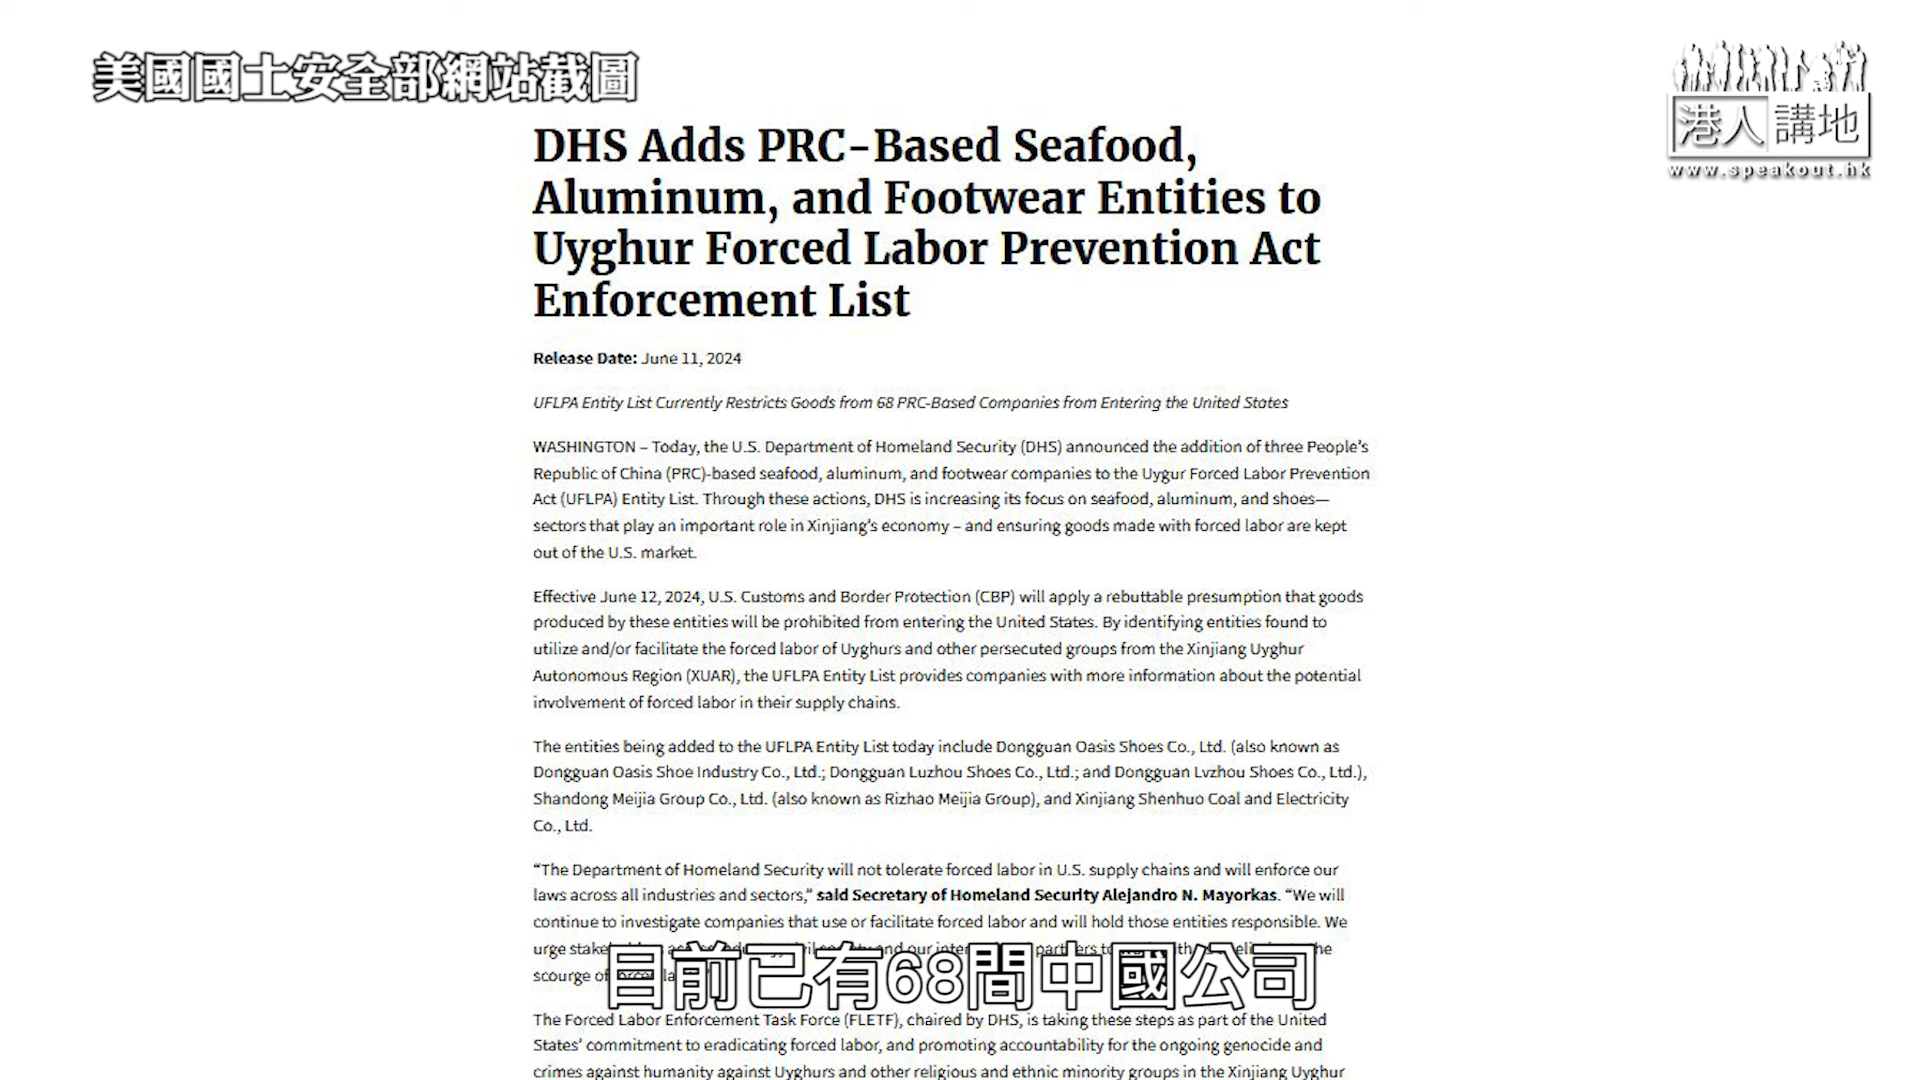 美國國土安全部網站截圖
港人講地
www.speakout.hk
DHS Adds PRC-Based Seafood,
Aluminum, and Footwear Entities to
Uyghur Forced Labor Prevention Act
Enforcement List
Release Date: June 11, 2024
UFLPA Entity List Currently Restricts Goods from 68 PRC-Based Companies from Entering the United States
WASHINGTON – Today, the U.S. Department of Homeland Security (DHS) announced the addition of three People's
Republic of China (PRC)-based seafood, aluminum, and footwear companies to the Uygur Forced Labor Prevention
Act (UFLPA) Entity List. Through these actions, DHS is increasing its focus on seafood, aluminum, and shoes—
sectors that play an important role in Xinjiang's economy – and ensuring goods made with forced labor are kept
out of the U.S. market.
Effective June 12, 2024, U.S. Customs and Border Protection (CBP) will apply a rebuttable presumption that goods
produced by these entities will be prohibited from entering the United States. By identifying entities found to
utilize and/or facilitate the forced labor of Uyghurs and other persecuted groups from the Xinjiang Uyghur
Autonomous Region (XUAR), the UFLPA Entity List provides companies with more information about the potential
involvement of forced labor in their supply chains.
The entities being added to the UFLPA Entity List today include Dongguan Oasis Shoes Co., Ltd. (also known as
Dongguan Oasis Shoe Industry Co., Ltd.; Dongguan Luzhou Shoes Co., Ltd.; and Dongguan Lvzhou Shoes Co., Ltd.),
Shandong Meijia Group Co., Ltd. (also known as Rizhao Meijia Group), and Xinjiang Shenhuo Coal and Electricity
Co., Ltd.
“The Department of Homeland Security will not tolerate forced labor in U.S. supply chains and will enforce our
laws across all industries and sectors,” said Secretary of Homeland Security Alejandro N. Mayorkas. “We will
continue to investigate companies that use or facilitate forced labor and will hold those entities responsible. We
urge and our partners the
scourge of
目前已有68間中國公司
The Forced Labor Enforcement Task Force (FLETF), chaired by DHS, is taking these steps as part of the United
States' commitment to eradicating forced labor, and promoting accountability for the ongoing genocide and
crimes against humanity against Uyghurs and other religious and ethnic minority groups in the Xinjiang Uyghur